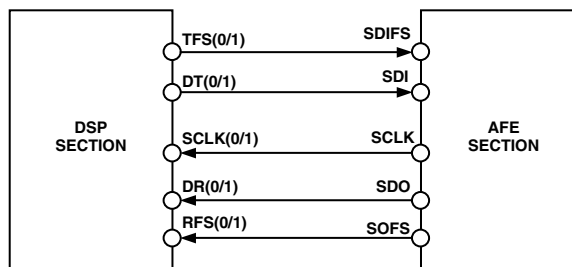 TFS(0/1) SDIFS
DT(0/1) SDI
DSP
SECTION
AFE
SECTION
SCLK(0/1) SCLK
DR(0/1) SDO
RFS(0/1) SOFS